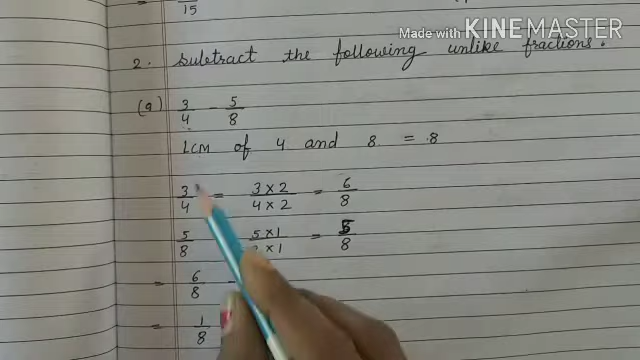 15
Made with KINEMASTER
2. Subtract the following unlike fractions.
(a) 3/4 - 5/8
LCM of 4 and 8 = 8
3/4 = 3 × 2 / 4 × 2 = 6/8
5/8 5 × 1 / × 1 = 5/8
= 6/8
= 1/8